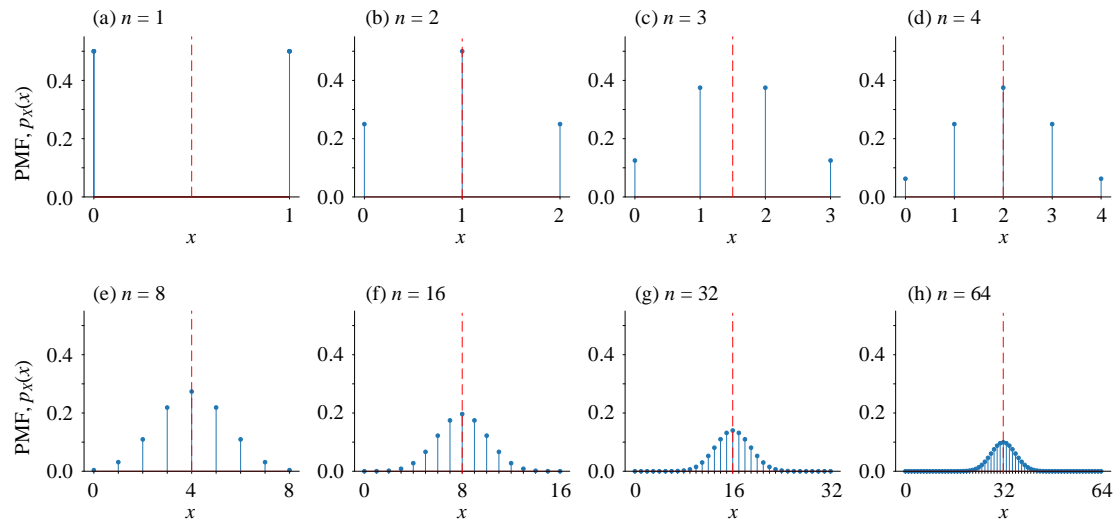 (a) n = 1
(b) n = 2
(c) n = 3
(d) n = 4
PMF, pX(x)
0.4
0.2
0.0
0 1
x
0.4
0.2
0.0
0 1 2
x
0.4
0.2
0.0
0 1 2 3
x
0.4
0.2
0.0
0 1 2 3 4
x
(e) n = 8
(f) n = 16
(g) n = 32
(h) n = 64
PMF, pX(x)
0.4
0.2
0.0
0 4 8
x
0.4
0.2
0.0
0 8 16
x
0.4
0.2
0.0
0 16 32
x
0.4
0.2
0.0
0 32 64
x